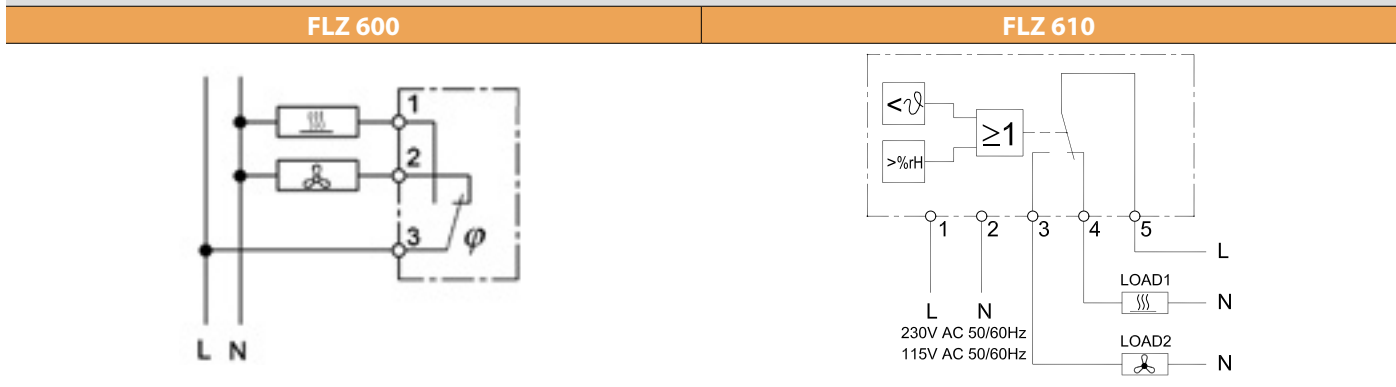 FLZ 600
FLZ 610
1
2
3
φ
L N
<ϑ
>%rH
≥1
1 2 3 4 5
L
LOAD1
N
L N
230V AC 50/60Hz
115V AC 50/60Hz
LOAD2
N